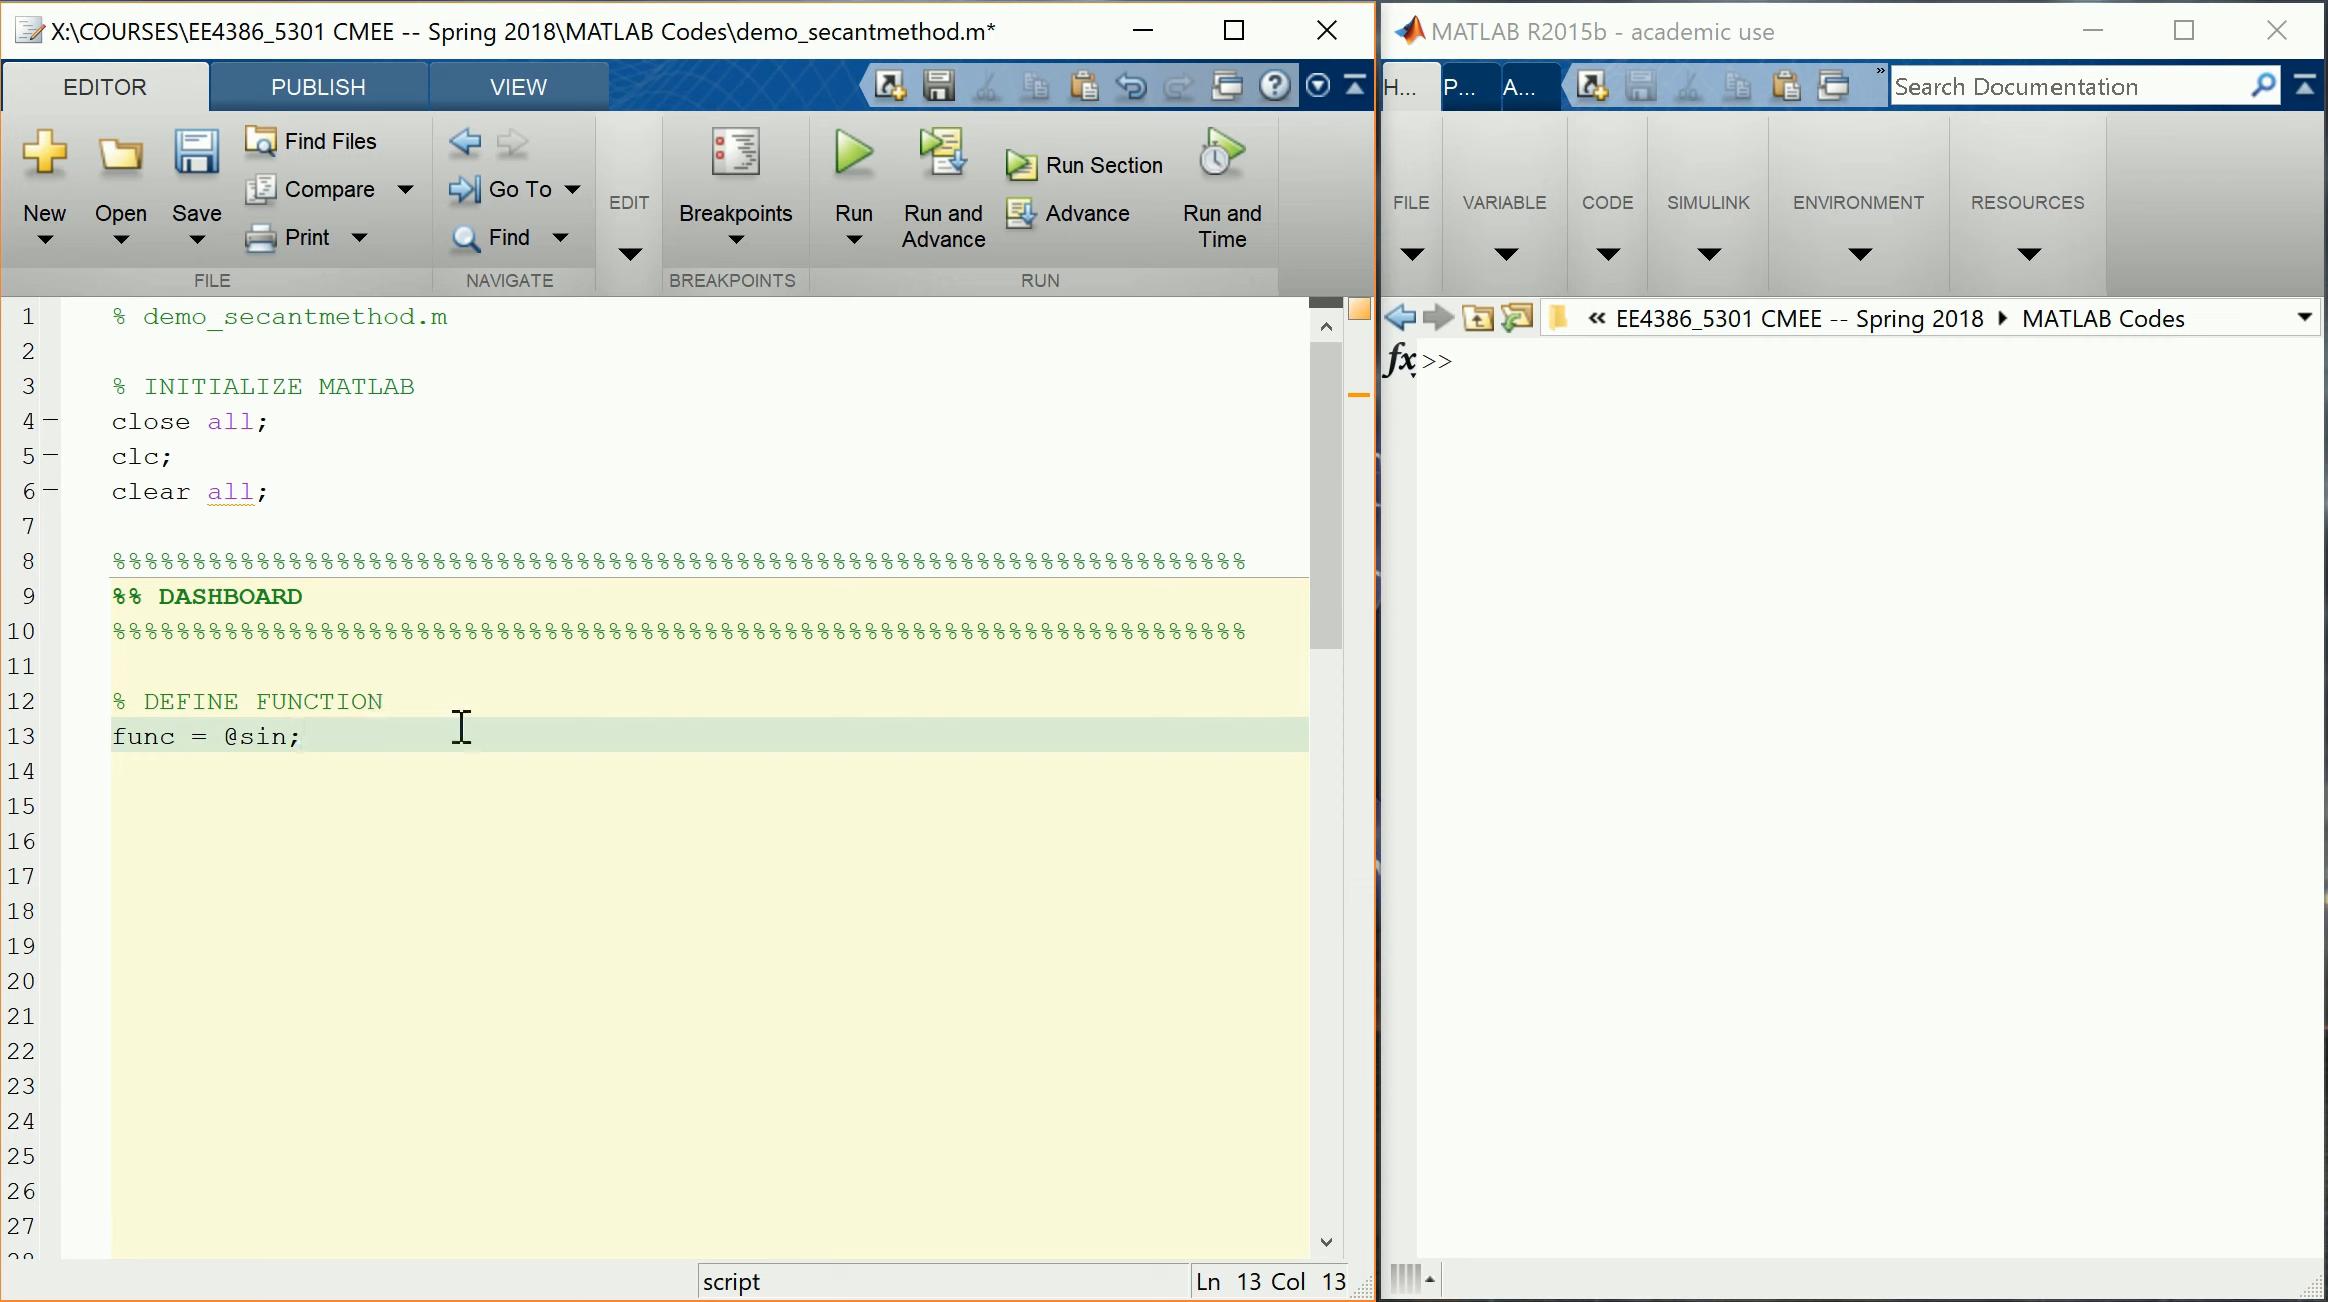 X:\COURSES\EE4386_5301 CMEE -- Spring 2018\MATLAB Codes\demo_secantmethod.m*
EDITOR PUBLISH VIEW
New Open Save
Find Files
Compare
Print
FILE
Go To
Find
NAVIGATE
EDIT
Breakpoints
BREAKPOINTS
Run
Run and Advance
Run Section
Advance
Run and Time
RUN
1 % demo_secantmethod.m
2
3 % INITIALIZE MATLAB
4 - close all;
5 - clc;
6 - clear all;
7
8 %%%%%%%%%%%%%%%%%%%%%%%%%%%%%%%%%%%%%%%%%%%%%%%%%%%%%%%%%%%%%%%%%%%%%%%
9 %% DASHBOARD
10 %%%%%%%%%%%%%%%%%%%%%%%%%%%%%%%%%%%%%%%%%%%%%%%%%%%%%%%%%%%%%%%%%%%%%%%
11
12 % DEFINE FUNCTION
13 func = @sin;
14
15
16
17
18
19
20
21
22
23
24
25
26
27
script
Ln 13 Col 13
MATLAB R2015b - academic use
H... P... A...
» Search Documentation
FILE VARIABLE CODE SIMULINK ENVIRONMENT RESOURCES
« EE4386_5301 CMEE -- Spring 2018 ▶ MATLAB Codes
fx >>